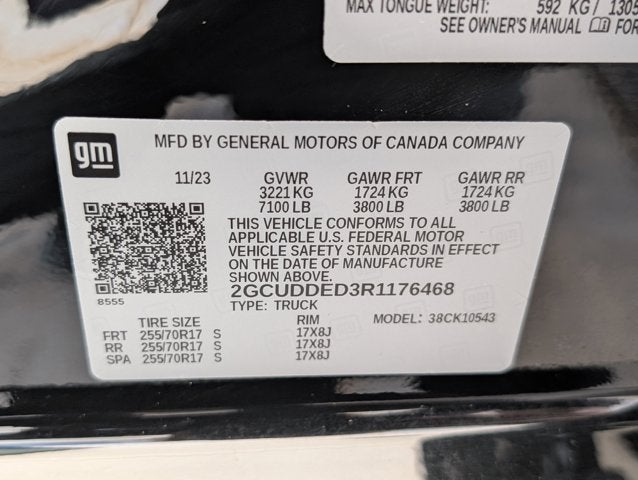 MAX TONGUE WEIGHT: 592 KG / 1305
SEE OWNER'S MANUAL FOR
gm
MFD BY GENERAL MOTORS OF CANADA COMPANY
11/23 GVWR GAWR FRT GAWR RR
3221 KG 1724 KG 1724 KG
7100 LB 3800 LB 3800 LB
THIS VEHICLE CONFORMS TO ALL
APPLICABLE U.S. FEDERAL MOTOR
VEHICLE SAFETY STANDARDS IN EFFECT
ON THE DATE OF MANUFACTURE
SHOWN ABOVE.
8555
2GCUDDED3R1176468
TYPE: TRUCK
MODEL: 38CK10543
TIRE SIZE RIM
FRT 255/70R17 S 17X8J
RR 255/70R17 S 17X8J
SPA 255/70R17 S 17X8J